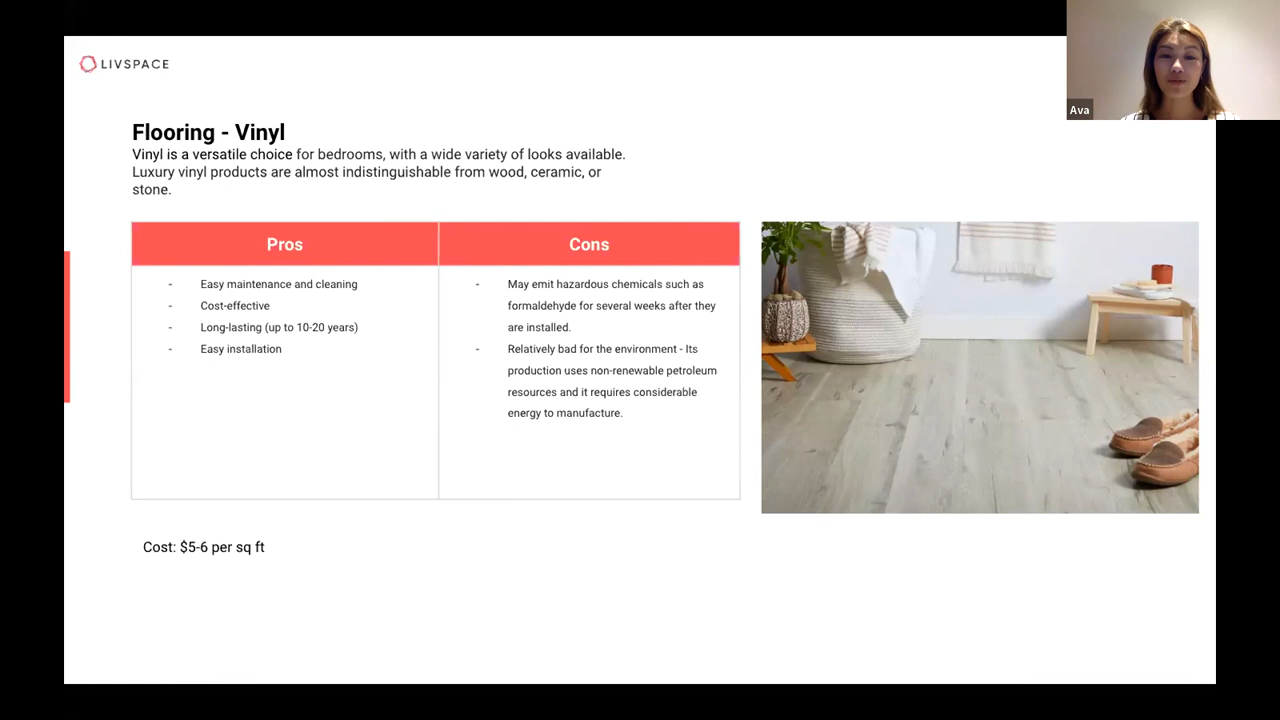 LIVSPACE
Ava
Flooring - Vinyl
Vinyl is a versatile choice for bedrooms, with a wide variety of looks available.
Luxury vinyl products are almost indistinguishable from wood, ceramic, or
stone.
Pros
- Easy maintenance and cleaning
- Cost-effective
- Long-lasting (up to 10-20 years)
- Easy installation
Cons
- May emit hazardous chemicals such as
formaldehyde for several weeks after they
are installed.
- Relatively bad for the environment - Its
production uses non-renewable petroleum
resources and it requires considerable
energy to manufacture.
Cost: $5-6 per sq ft